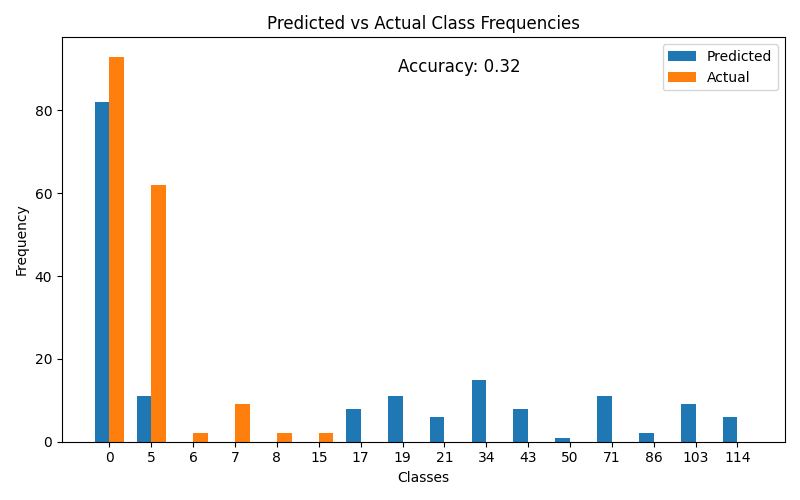 Predicted vs Actual Class Frequencies
Accuracy: 0.32
Predicted
Actual
Frequency
80
60
40
20
0
0 5 6 7 8 15 17 19 21 34 43 50 71 86 103 114
Classes